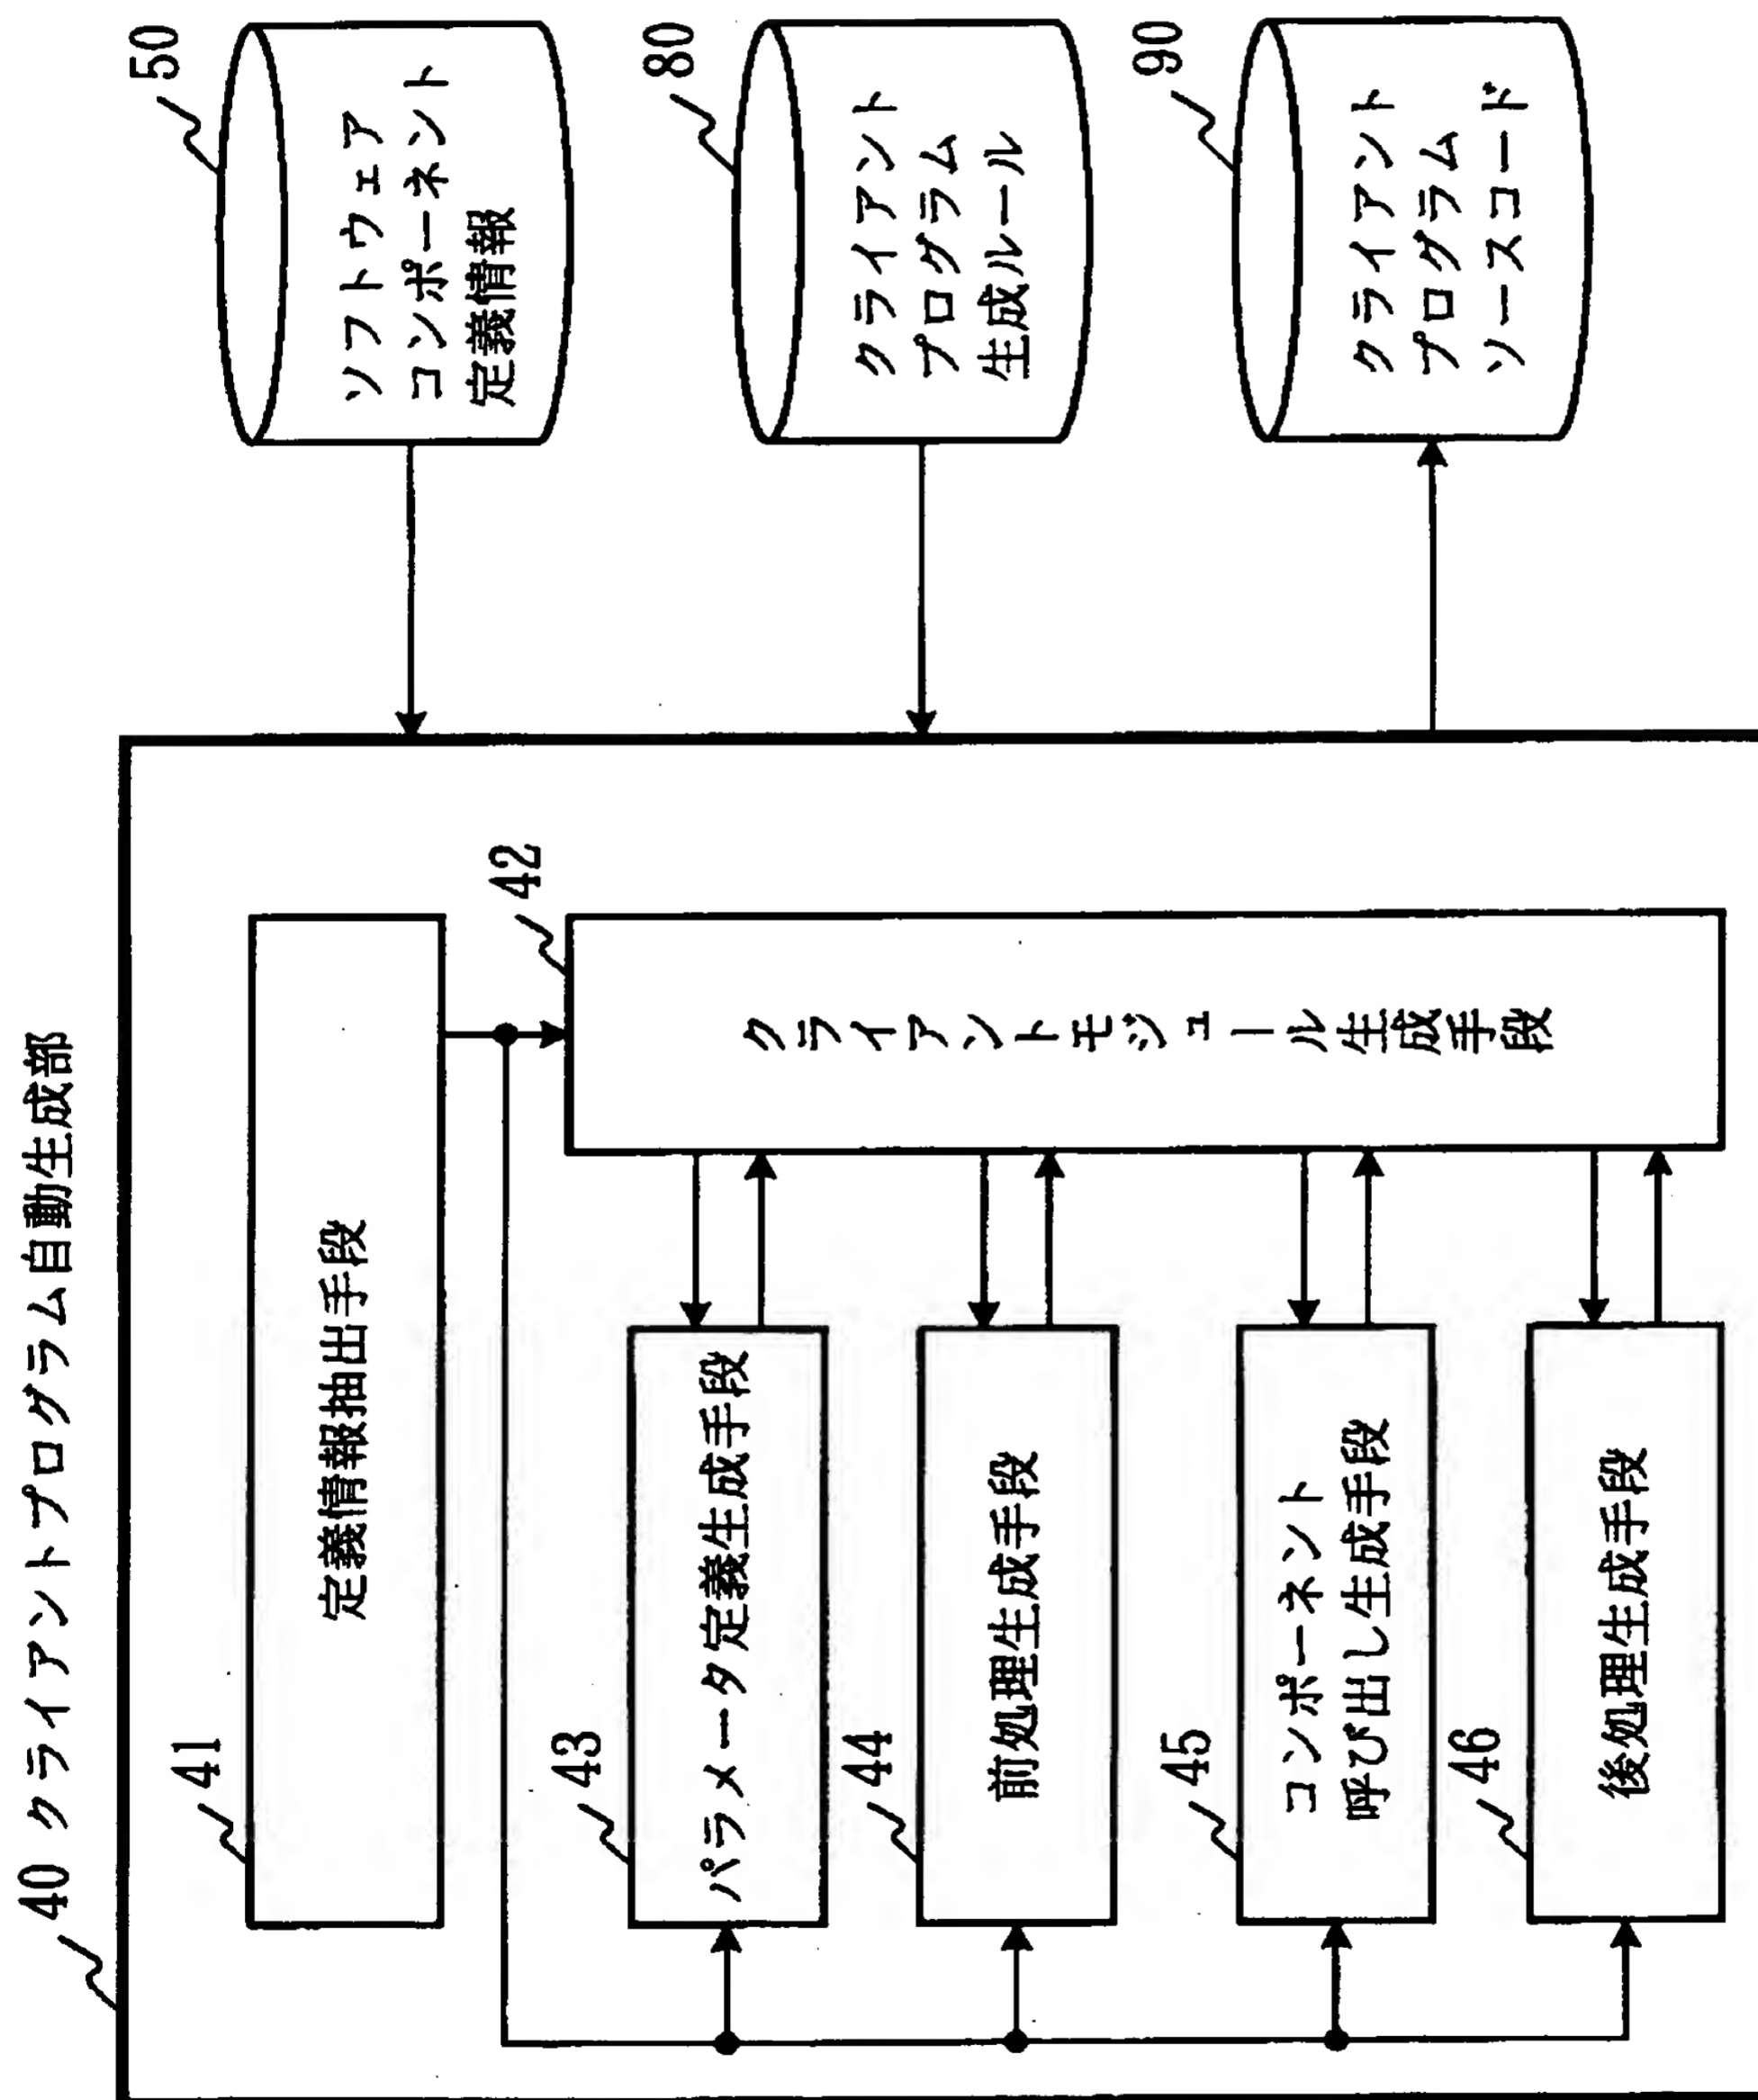 40 クライアントプログラム自動生成部
41
定義情報抽出手段
42
クライアントモジュール生成手段
43
パラメータ定義生成手段
44
前処理生成手段
45
コンポーネント
呼び出し生成手段
46
後処理生成手段
50
ソフトウェア
コンポーネント
定義情報
80
クライアント
プログラム
生成ルール
90
クライアント
プログラム
ソースコード